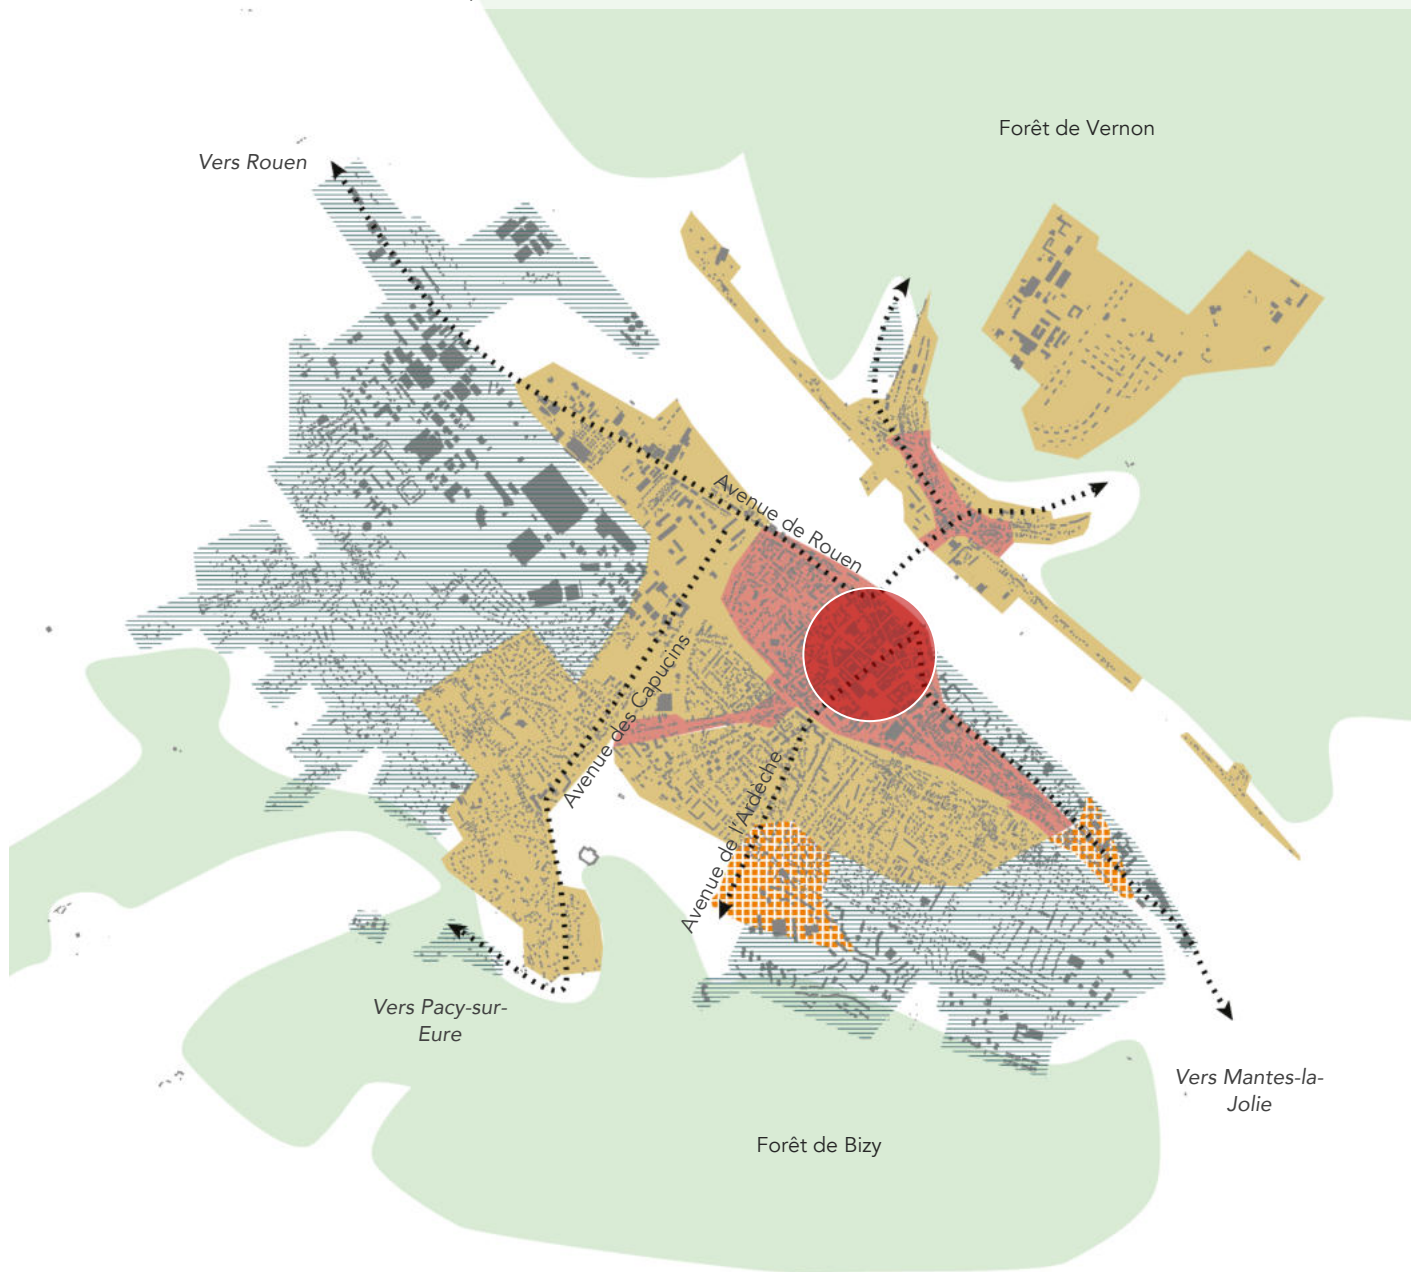 Forêt de Vernon
Vers Rouen
Avenue de Rouen
Avenue des Capucins
Avenue de l'Ardèche
Vers Pacy-sur-
Eure
Vers Mantes-la-
Jolie
Forêt de Bizy